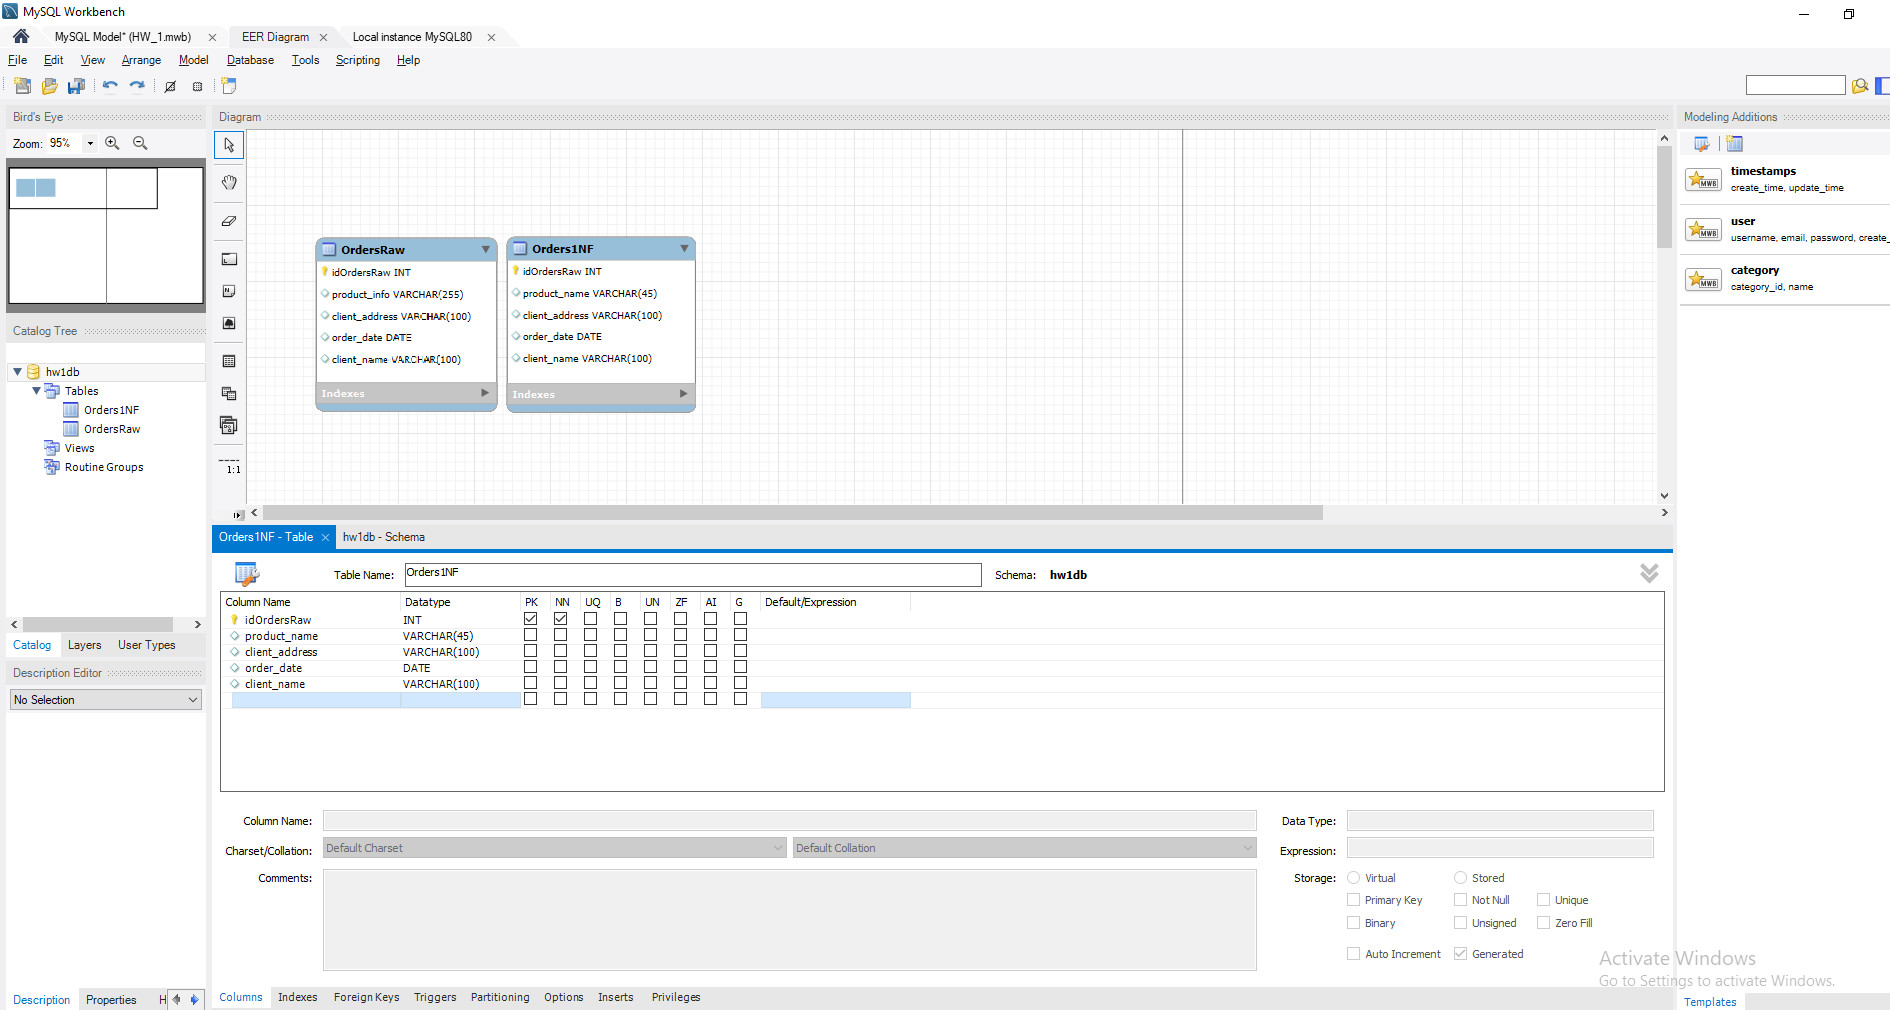 MySQL Workbench
MySQL Model* (HW_1.mwb)
EER Diagram
Local instance MySQL80
File Edit View Arrange Model Database Tools Scripting Help
Bird's Eye
Zoom: 95%
Diagram
Modeling Additions
timestamps
create_time, update_time
user
username, email, password, create_
category
category_id, name
OrdersRaw
idOrdersRaw INT
product_info VARCHAR(255)
client_address VARCHAR(100)
order_date DATE
client_name VARCHAR(100)
Indexes
Orders1NF
idOrdersRaw INT
product_name VARCHAR(45)
client_address VARCHAR(100)
order_date DATE
client_name VARCHAR(100)
Indexes
1:1
Catalog Tree
hw1db
Tables
Orders1NF
OrdersRaw
Views
Routine Groups
Catalog Layers User Types
Description Editor
No Selection
Description Properties H
Orders1NF - Table
hw1db - Schema
Table Name: Orders1NF Schema: hw1db
Column Name Datatype PK NN UQ B UN ZF AI G Default/Expression
idOrdersRaw INT
product_name VARCHAR(45)
client_address VARCHAR(100)
order_date DATE
client_name VARCHAR(100)
Column Name: Data Type:
Charset/Collation: Default Charset Default Collation Expression:
Comments: Storage: Virtual Stored
Primary Key Not Null Unique
Binary Unsigned Zero Fill
Auto Increment Generated
Columns Indexes Foreign Keys Triggers Partitioning Options Inserts Privileges
Activate Windows
Go to Settings to activate Windows.
Templates